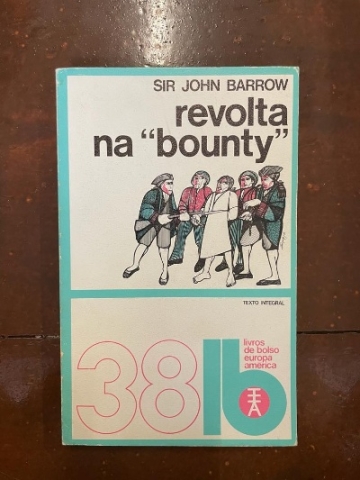 SIR JOHN BARROW
revolta
na "bounty"
TEXTO INTEGRAL
38
lb
livros
de bolso
europa
américa